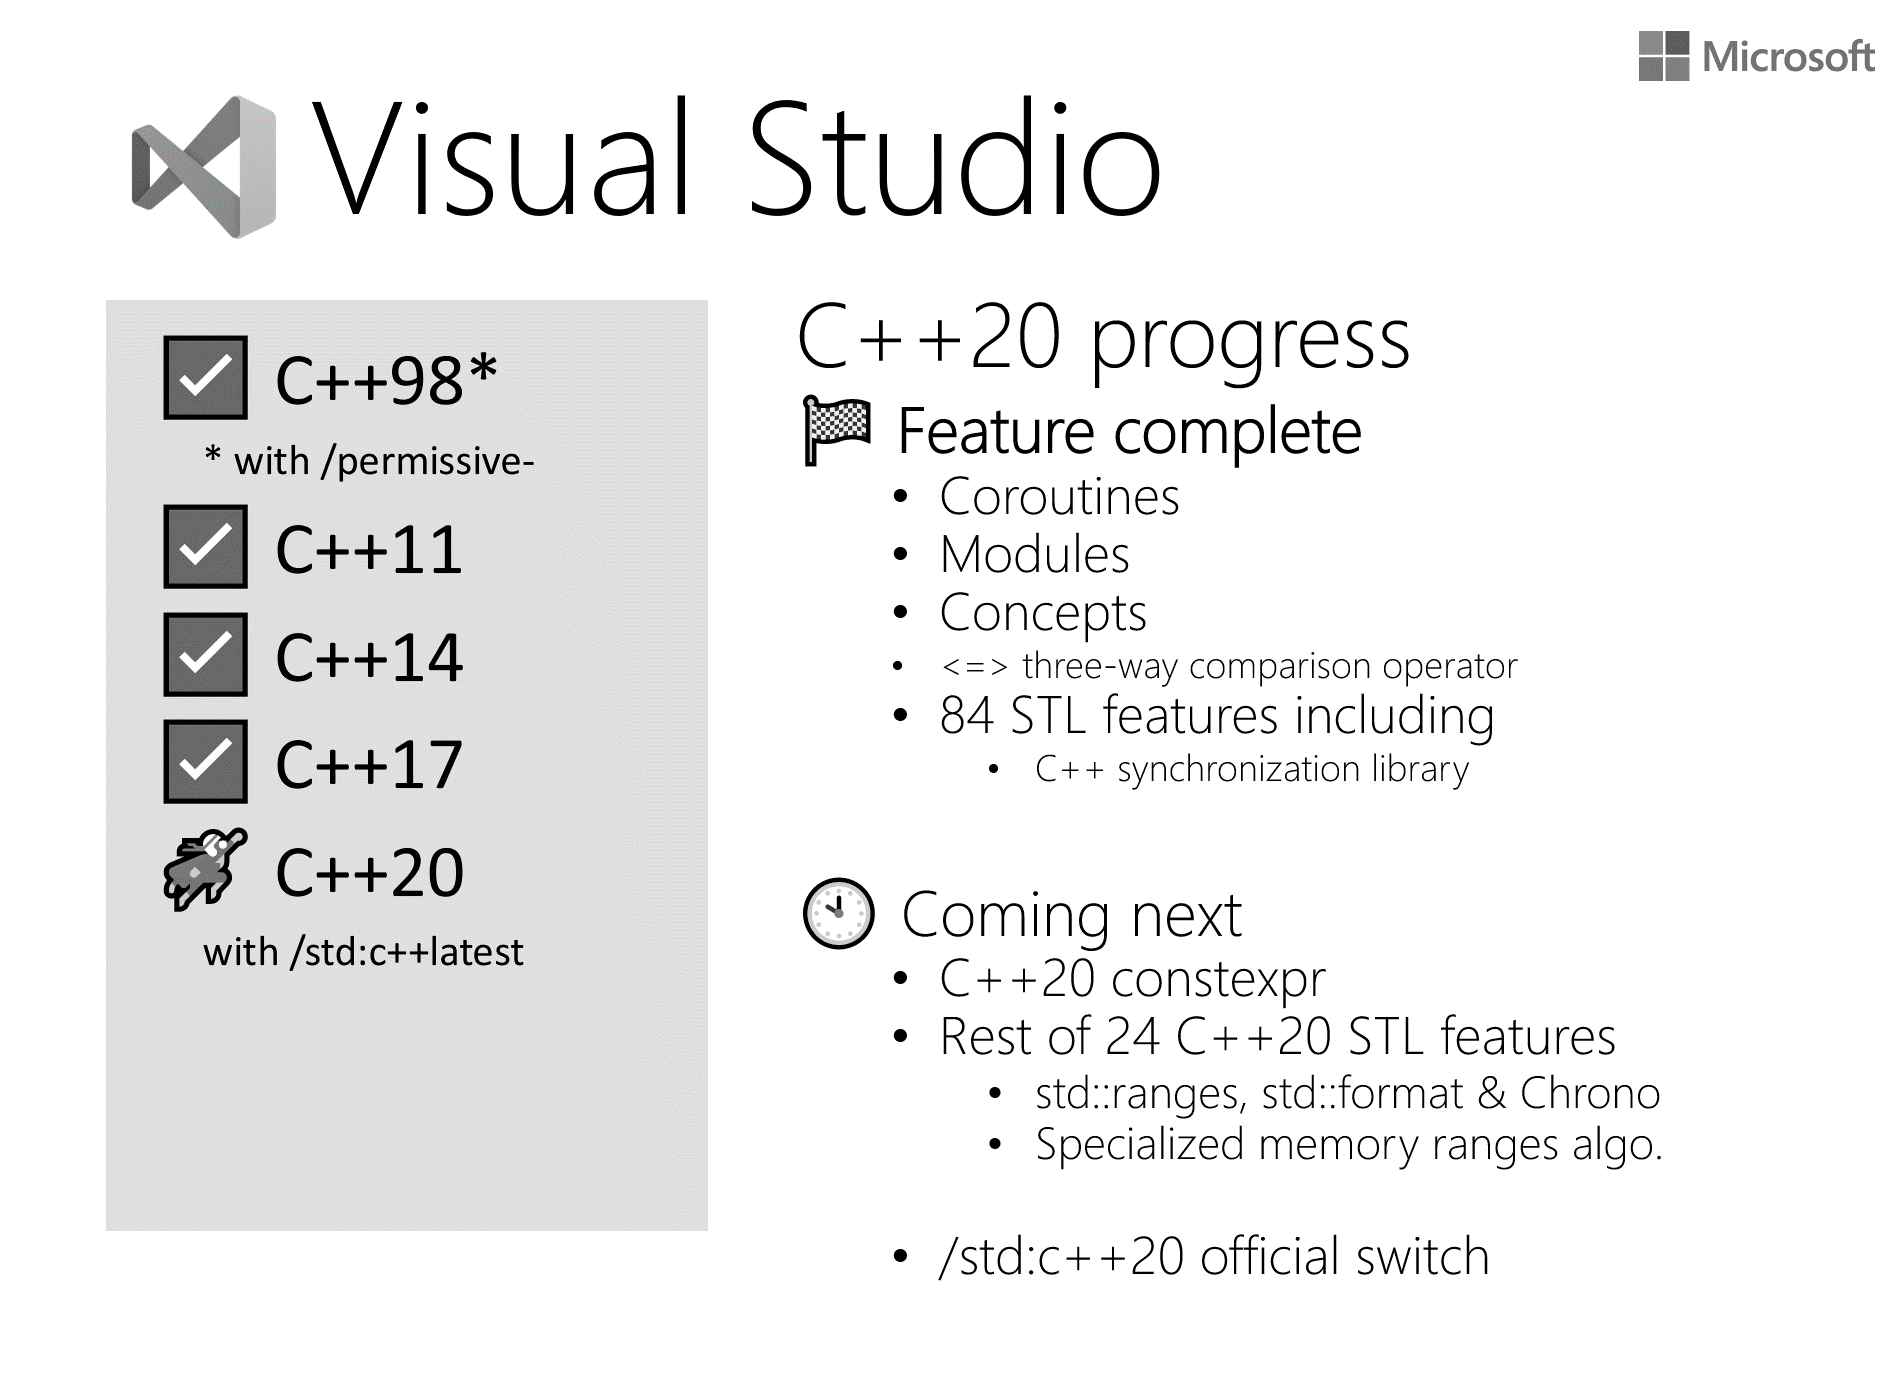 Microsoft
Visual Studio
C++98*
* with /permissive-
C++11
C++14
C++17
C++20
with /std:c++latest
C++20 progress
Feature complete
• Coroutines
• Modules
• Concepts
• <=> three-way comparison operator
• 84 STL features including
• C++ synchronization library
Coming next
• C++20 constexpr
• Rest of 24 C++20 STL features
• std::ranges, std::format & Chrono
• Specialized memory ranges algo.
• /std:c++20 official switch